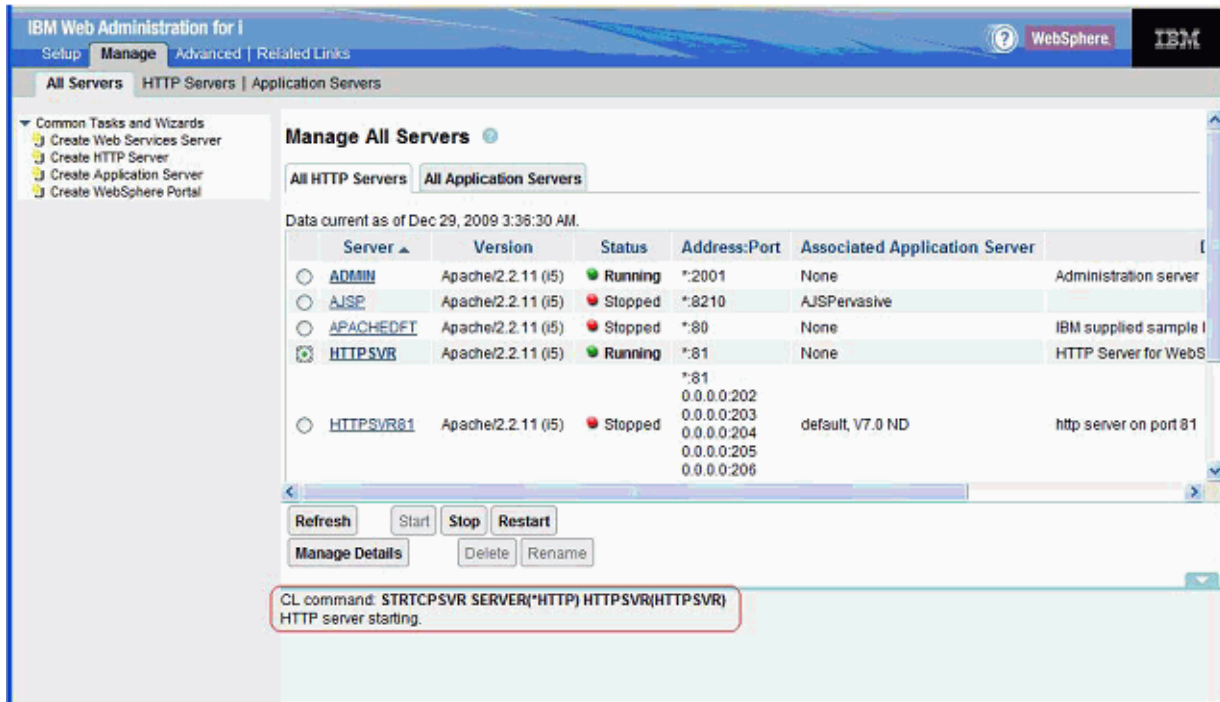 IBM Web Administration for i
Setup Manage Advanced | Related Links
WebSphere.
IBM
All Servers HTTP Servers | Application Servers
Common Tasks and Wizards
Create Web Services Server
Create HTTP Server
Create Application Server
Create WebSphere Portal
Manage All Servers
All HTTP Servers All Application Servers
Data current as of Dec 29, 2009 3:36:30 AM.
Server Version Status Address:Port Associated Application Server
ADMIN Apache/2.2.11 (i5) Running *:2001 None Administration server
AJSP Apache/2.2.11 (i5) Stopped *:8210 AJSPervasive
APACHEDFT Apache/2.2.11 (i5) Stopped *:80 None IBM supplied sample
HTTPSVR Apache/2.2.11 (i5) Running *:81 None HTTP Server for WebS
*:81
0.0.0.0:202
0.0.0.0:203
HTTPSVR81 Apache/2.2.11 (i5) Stopped 0.0.0.0:204 default, V7.0 ND http server on port 81
0.0.0.0:205
0.0.0.0:206
Refresh Start Stop Restart
Manage Details Delete Rename
CL command: STRTCPSVR SERVER(*HTTP) HTTPSVR(HTTPSVR)
HTTP server starting.